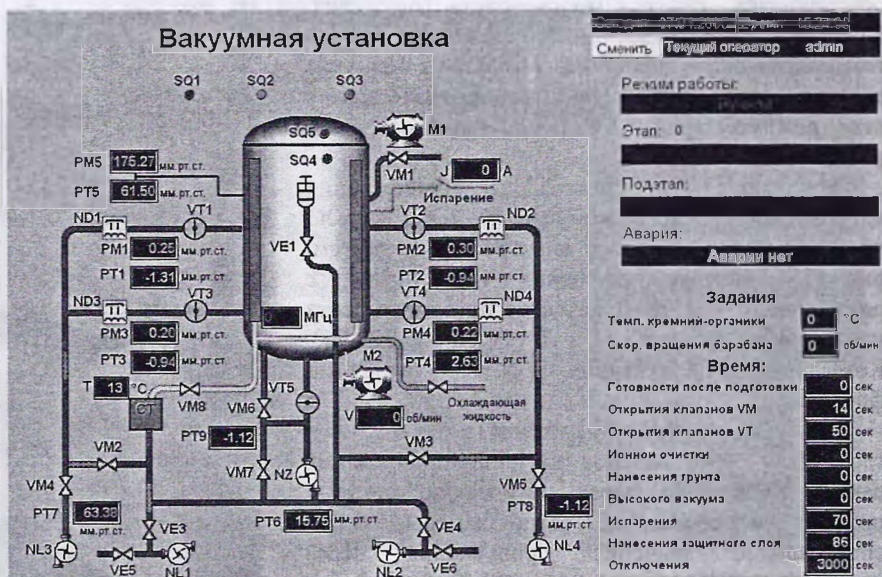 Вакуумная установка
Сменить Текущий оператор admin
SQ1 SQ2 SQ3
Режим работы:
SQ5
M1
Этап: 0
PM5 175.27 мм.рт.ст.
SQ4
VM1
J 0 А
PT5 61.50 мм.рт.ст.
Испарение
Подэтап:
ND1 VT1 VT2 ND2
Авария:
PM1 0.25 мм.рт.ст.
VE1
PM2 0.30 мм.рт.ст.
Аварии нет
PT1 -1.31 мм.рт.ст.
PT2 -0.94 мм.рт.ст.
ND3 VT3 VT4 ND4
Задания
0 МГц
Темп. кремний-органики 0 °C
PM3 0.20 мм.рт.ст.
PM4 0.22 мм.рт.ст.
Скор. вращения барабана 0 об/мин
PT3 -0.94 мм.рт.ст.
M2
PT4 2.63 мм.рт.ст.
Время:
T 13 °C
VM8 VM6 VT5
Охлаждающая жидкость
Готовности после подготовки 0 сек
СТ
V 0 об/мин
Открытия клапанов VM 14 сек
PT9 -1.12
Открытия клапанов VT 50 сек
VM2 VM3
Ионной очистки 0 сек
VM4 VM7 NZ VM5
Нанесения грунта 0 сек
PT7 63.38 мм.рт.ст.
PT6 15.75 мм.рт.ст.
PT8 -1.12 мм.рт.ст.
Высокого вакуума 0 сек
VE3 VE4
Испарения 70 сек
NL3 VE5 NL1 NL2 VE6 NL4
Нанесения защитного слоя 86 сек
Отключения 3000 сек